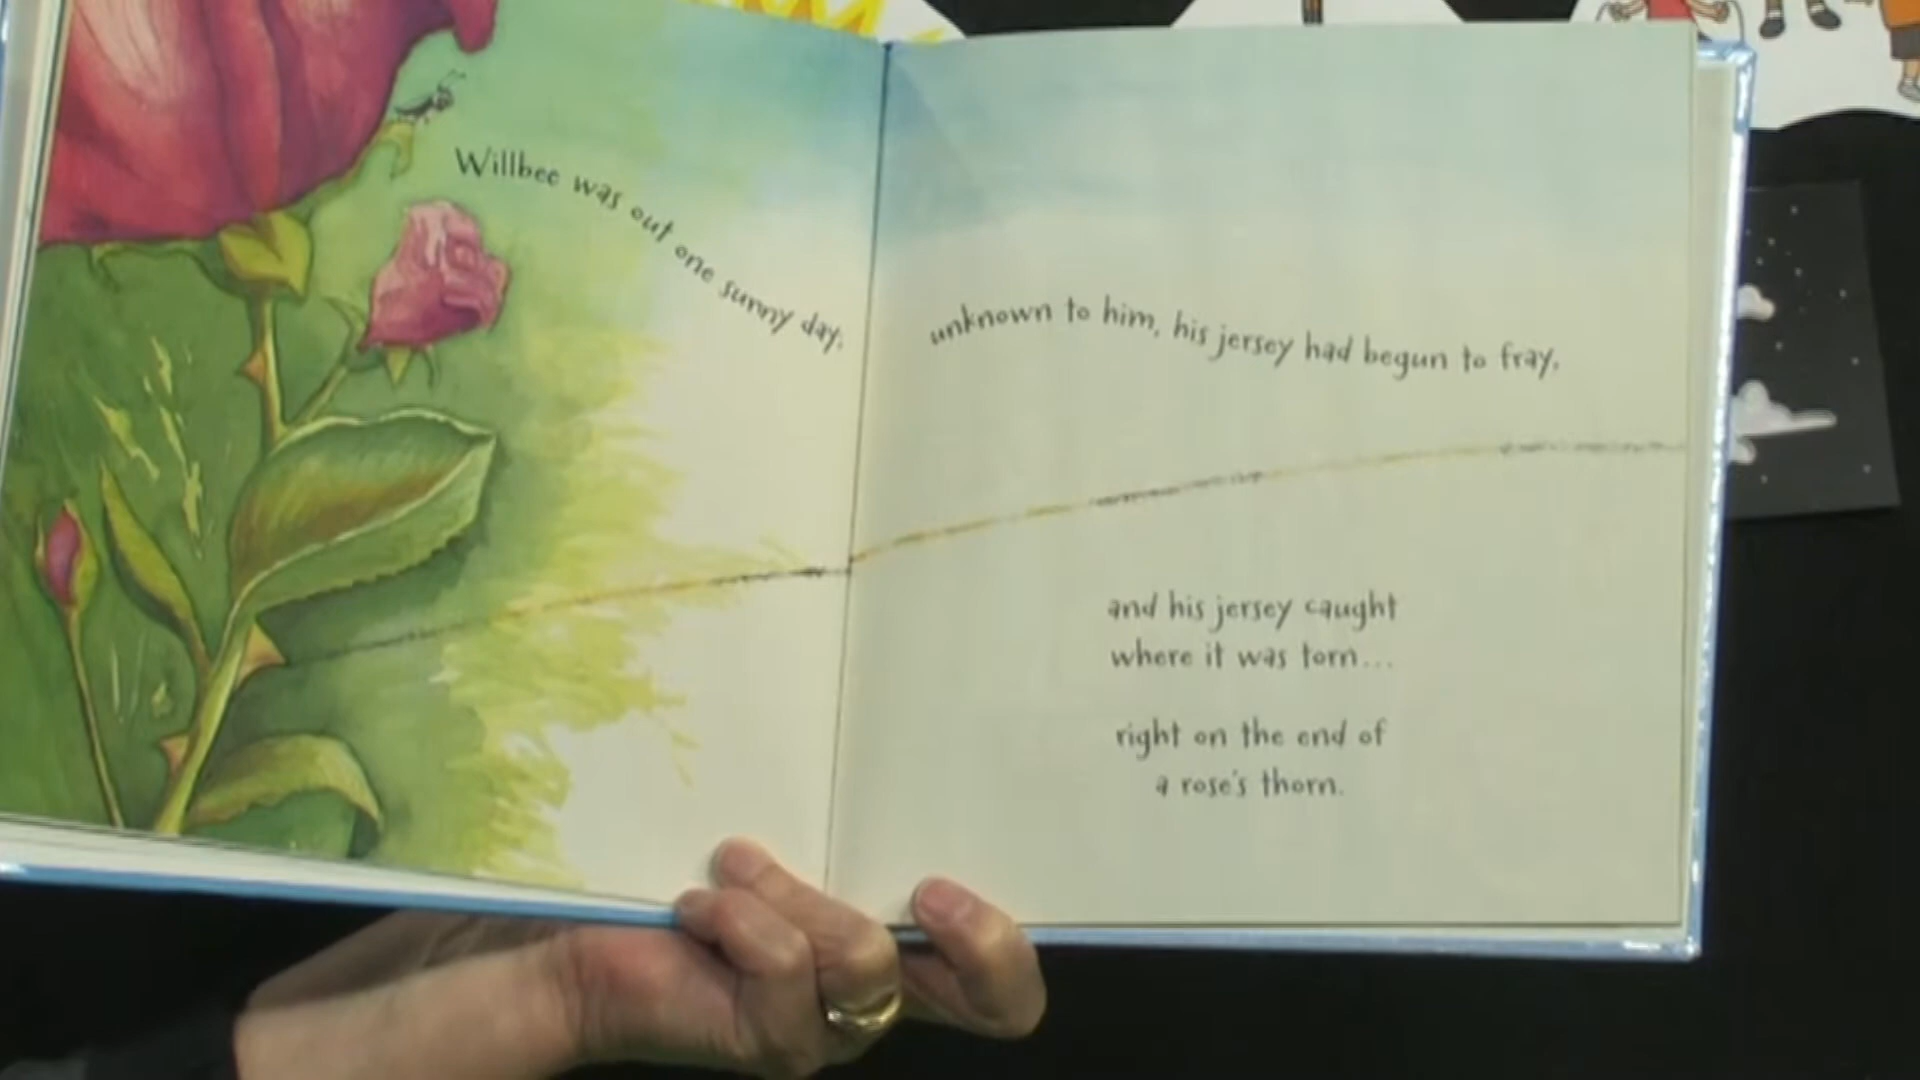 Willbee was out one sunny day,
unknown to him, his jersey had begun to fray,
and his jersey caught
where it was torn...
right on the end of
a rose's thorn.